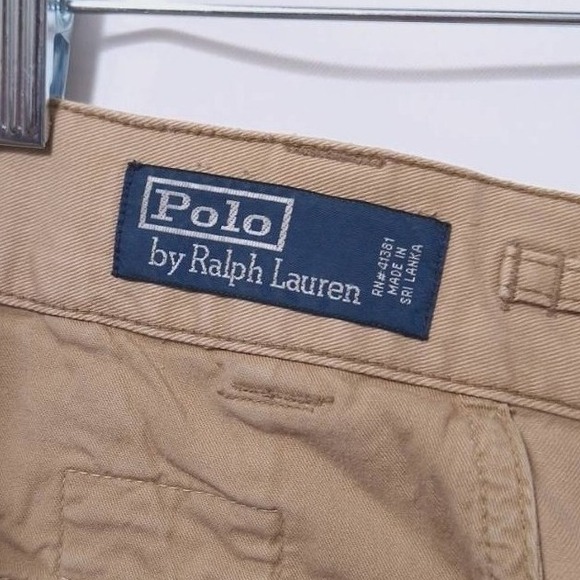 Polo
by Ralph Lauren
RN# 41381
MADE IN
SRI LANKA